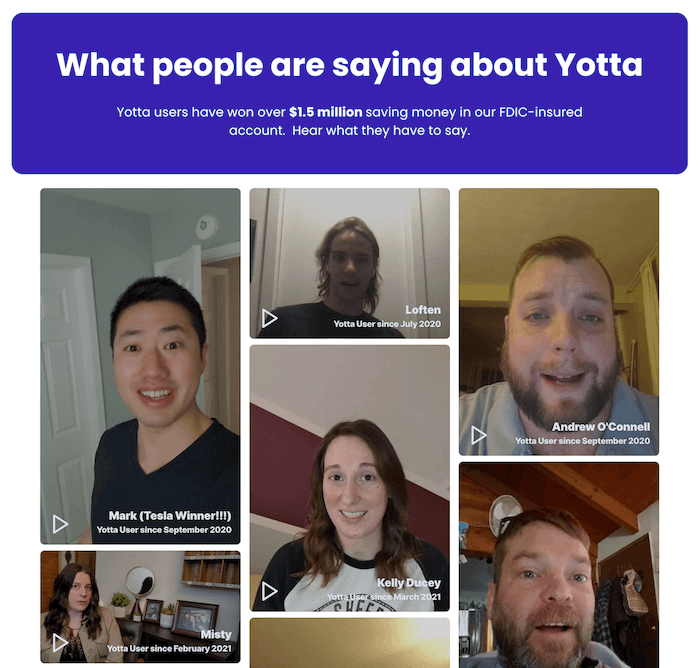 What people are saying about Yotta
Yotta users have won over $1.5 million saving money in our FDIC-insured
account. Hear what they have to say.
Loften
Yotta User since July 2020
Andrew O'Connell
Yotta User since September 2020
Mark (Tesla Winner!!!)
Yotta User since September 2020
Kelly Ducey
Yotta User since March 2021
Misty
Yotta User since February 2021